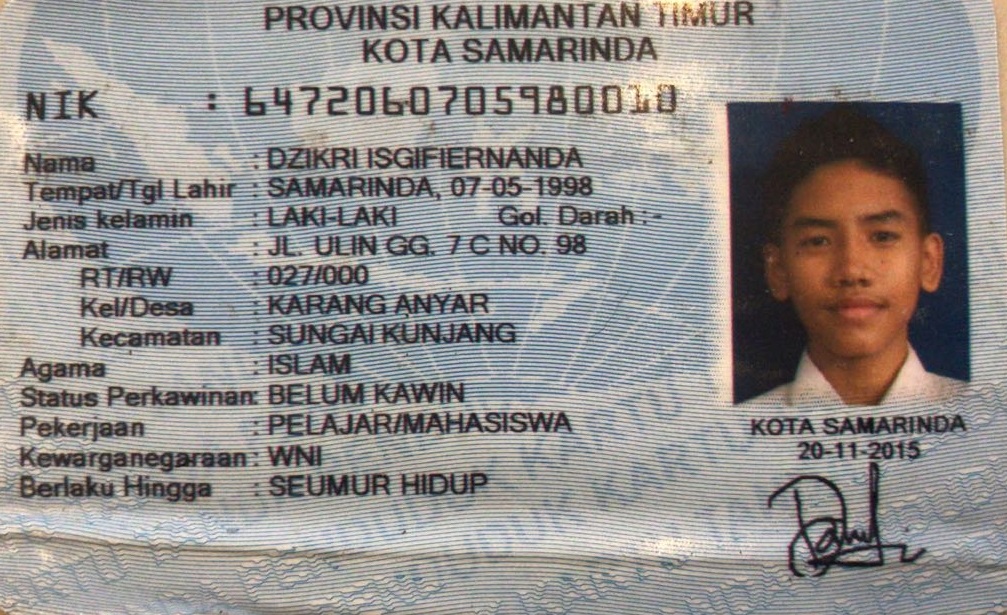 PROVINSI KALIMANTAN TIMUR
KOTA SAMARINDA
NIK : 6472060705980010
Nama : DZIKRI ISGIFIERNANDA
Tempat/Tgl Lahir : SAMARINDA, 07-05-1998
Jenis kelamin : LAKI-LAKI Gol. Darah : -
Alamat : JL. ULIN GG. 7 C NO. 98
RT/RW : 027/000
Kel/Desa : KARANG ANYAR
Kecamatan : SUNGAI KUNJANG
Agama : ISLAM
Status Perkawinan: BELUM KAWIN
Pekerjaan : PELAJAR/MAHASISWA
Kewarganegaraan : WNI
Berlaku Hingga : SEUMUR HIDUP
KOTA SAMARINDA
20-11-2015